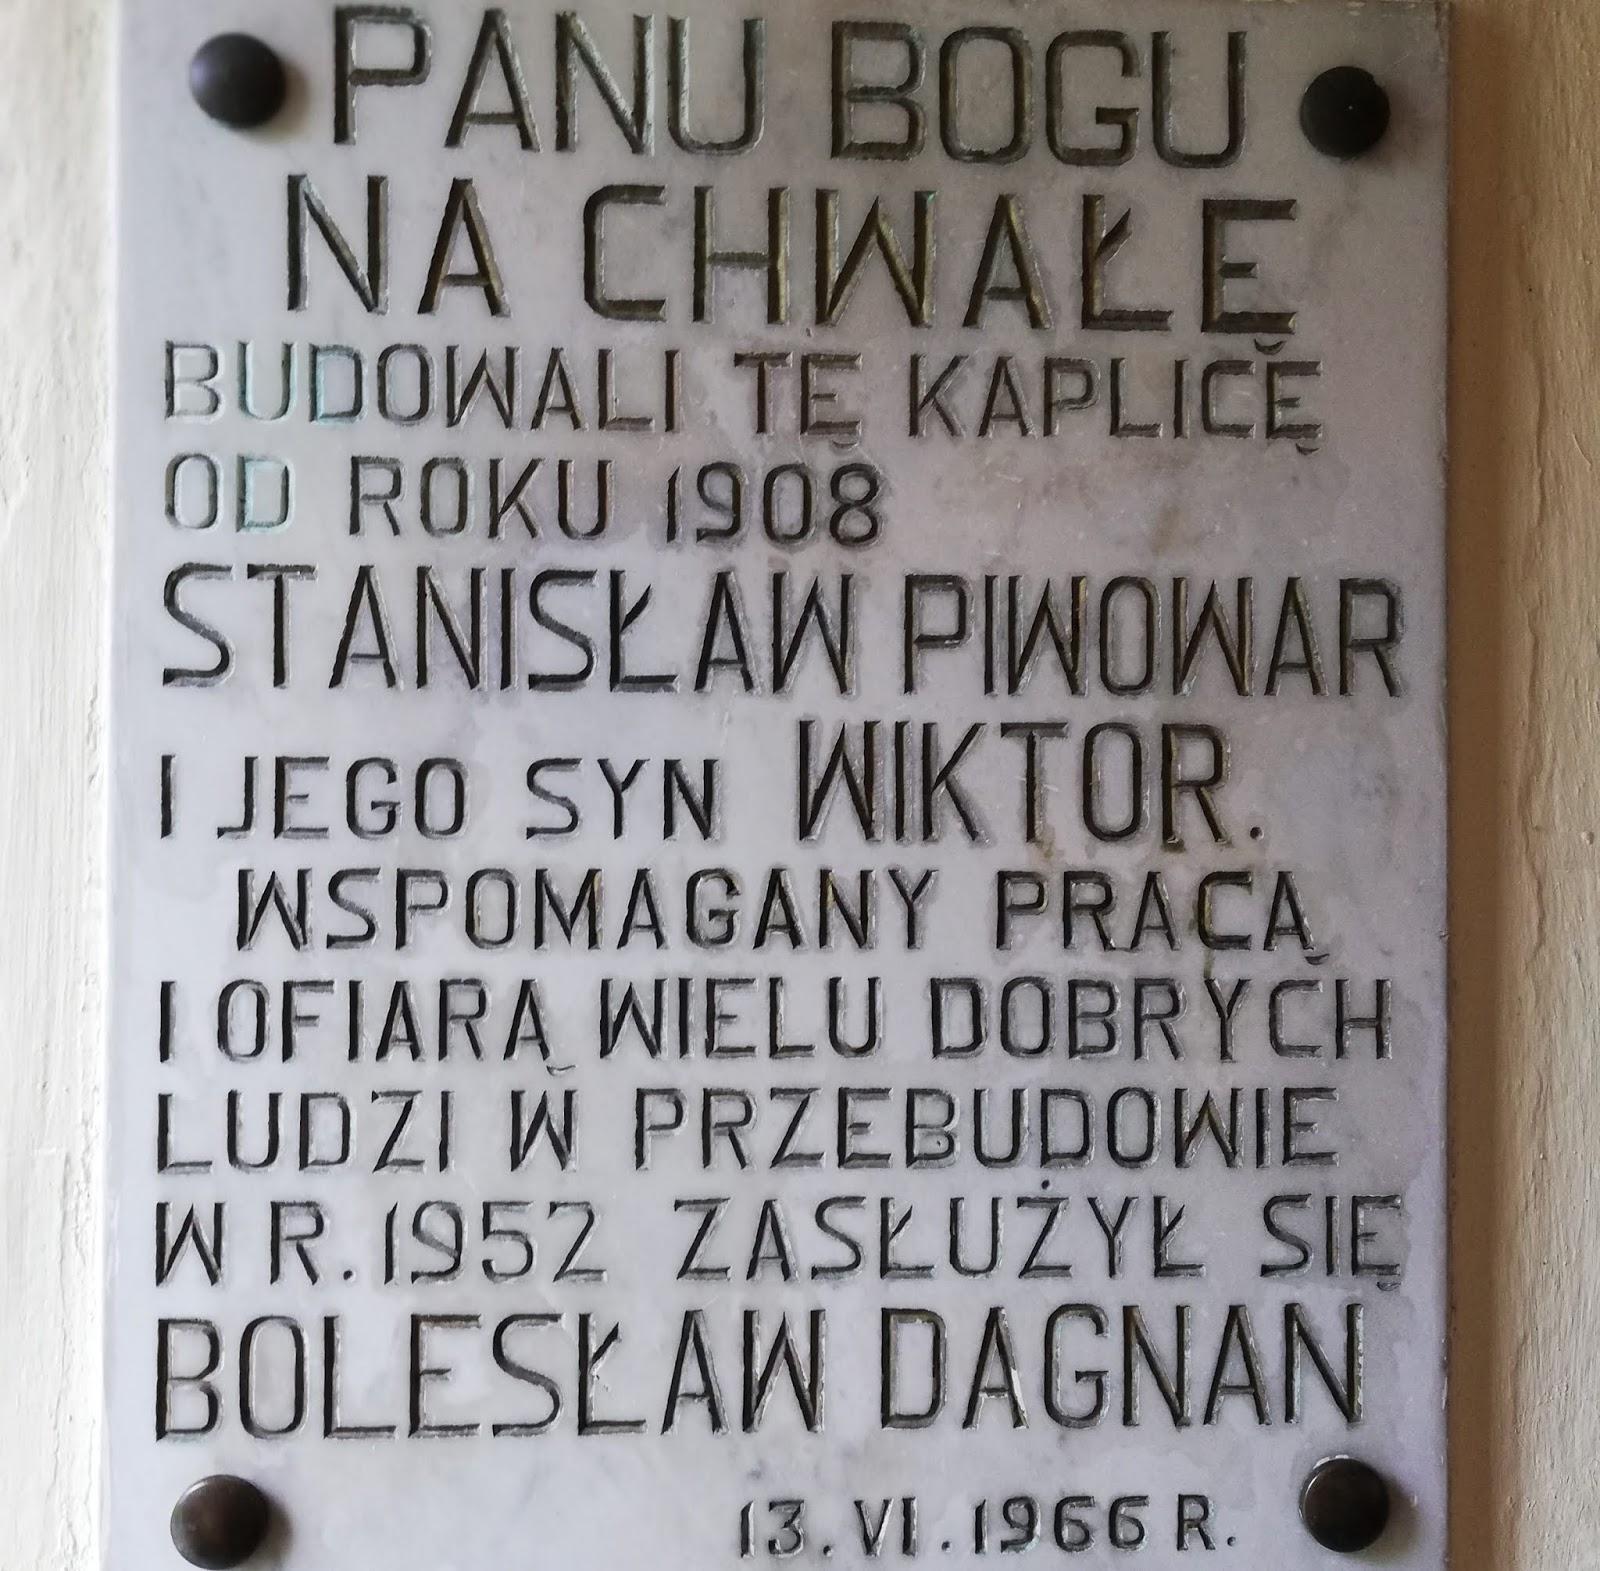 PANU BOGU
NA CHWAŁĘ
BUDOWALI TĘ KAPLICĘ
OD ROKU 1908
STANISŁAW PIWOWAR
I JEGO SYN WIKTOR.
WSPOMAGANY PRACĄ
I OFIARĄ WIELU DOBRYCH
LUDZI W PRZEBUDOWIE
W R. 1952 ZASŁUŻYŁ SIĘ
BOLESŁAW DAGNAN
13.VI.1966 R.